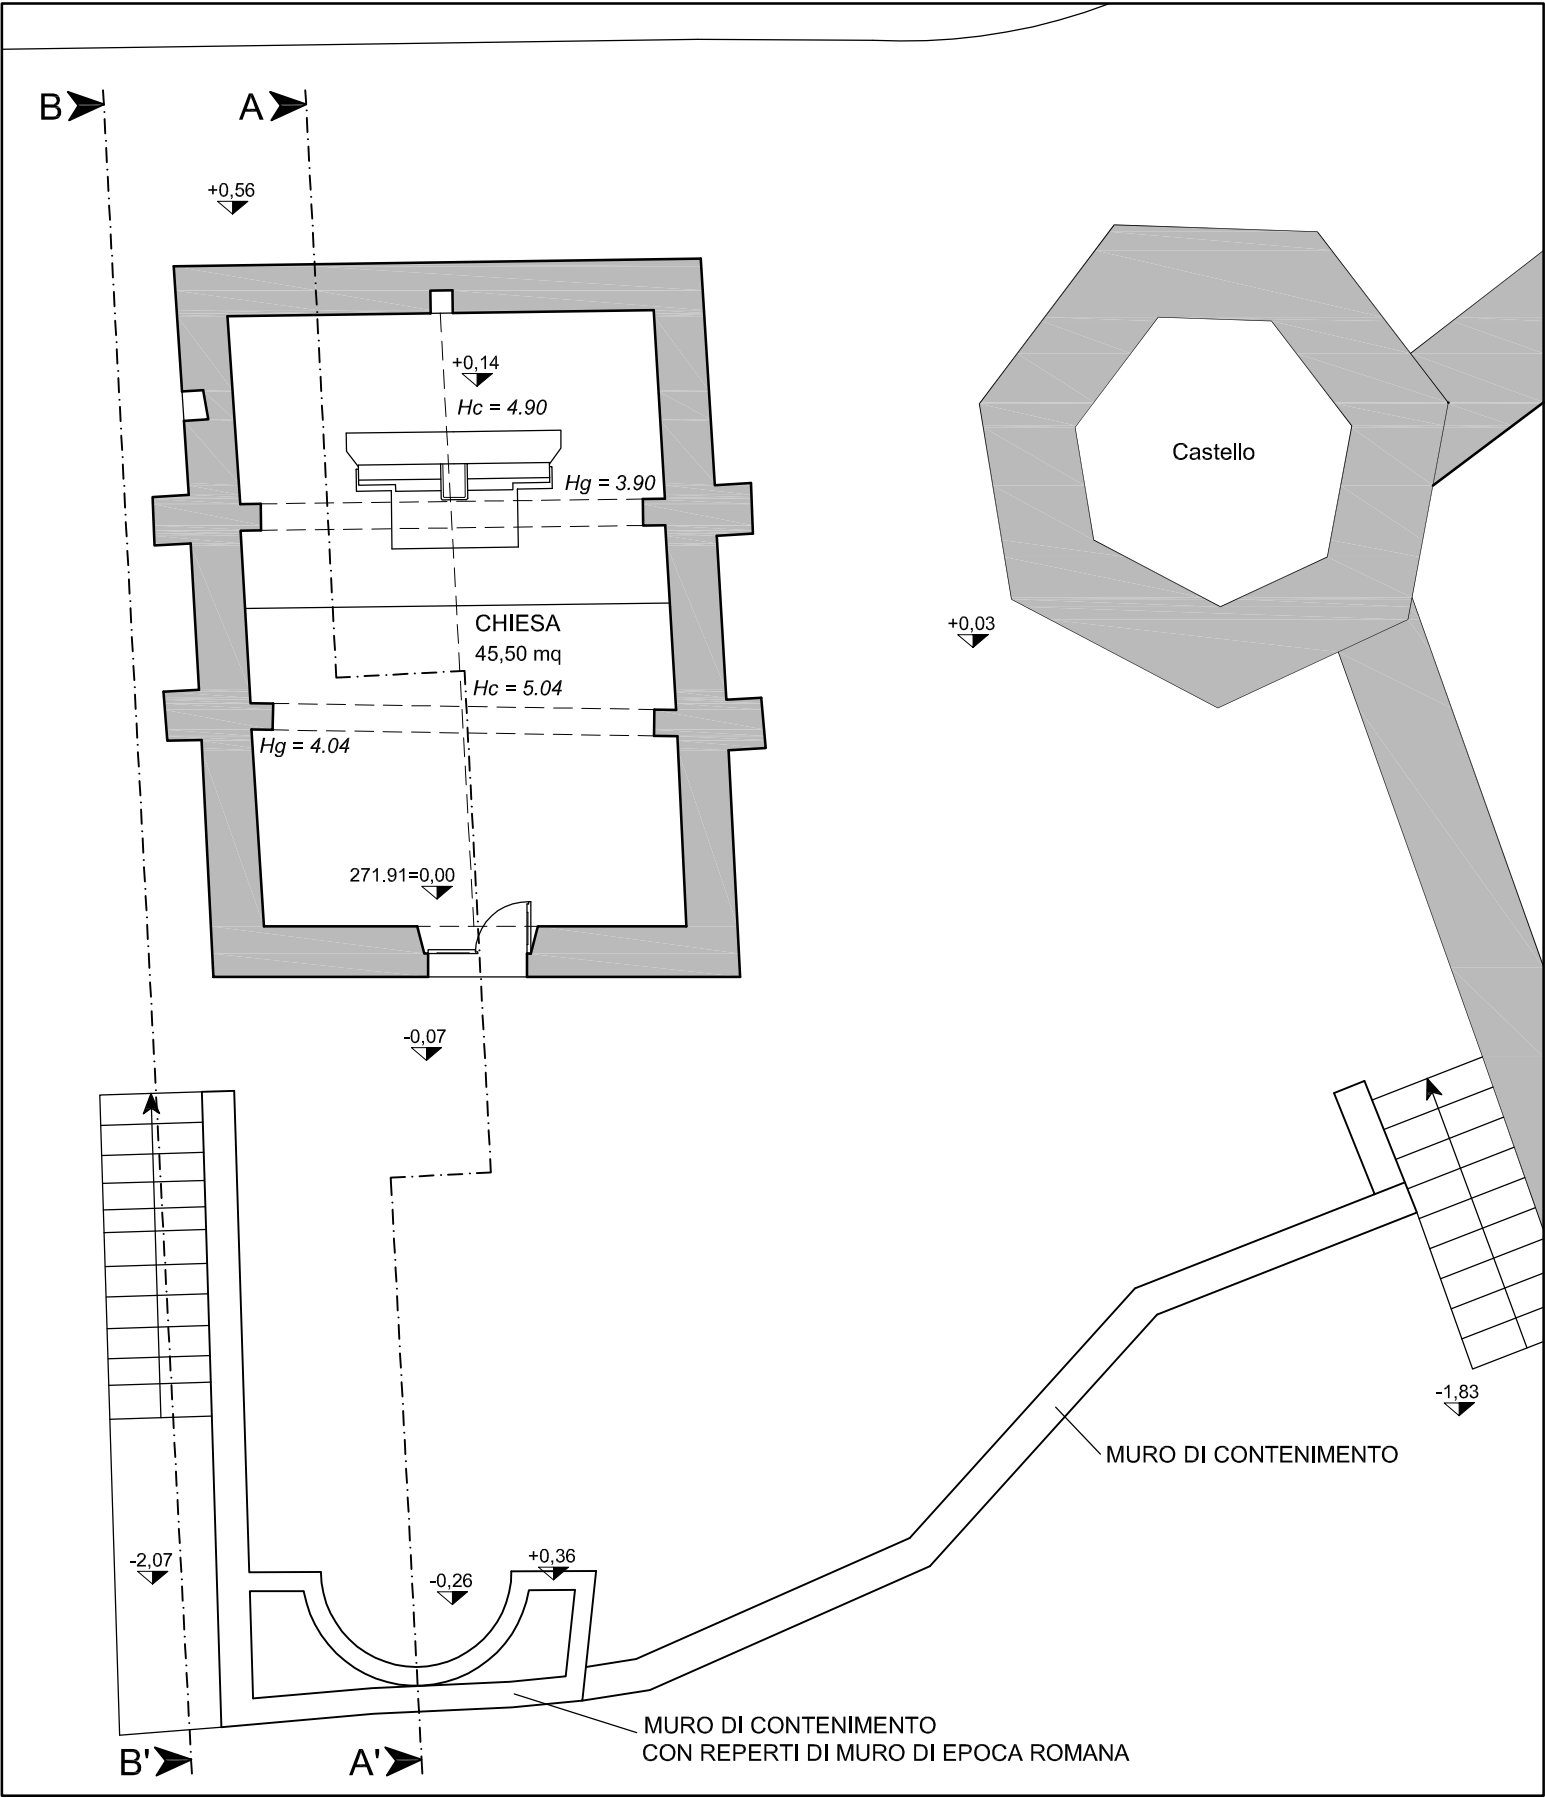 B
A
+0,56
+0,14
Hc = 4.90
Castello
Hg = 3.90
CHIESA
45,50 mq
+0,03
Hc = 5.04
Hg = 4.04
271.91=0,00
-0,07
-1,83
MURO DI CONTENIMENTO
-2,07
-0,26
+0,36
MURO DI CONTENIMENTO
CON REPERTI DI MURO DI EPOCA ROMANA
B'
A'